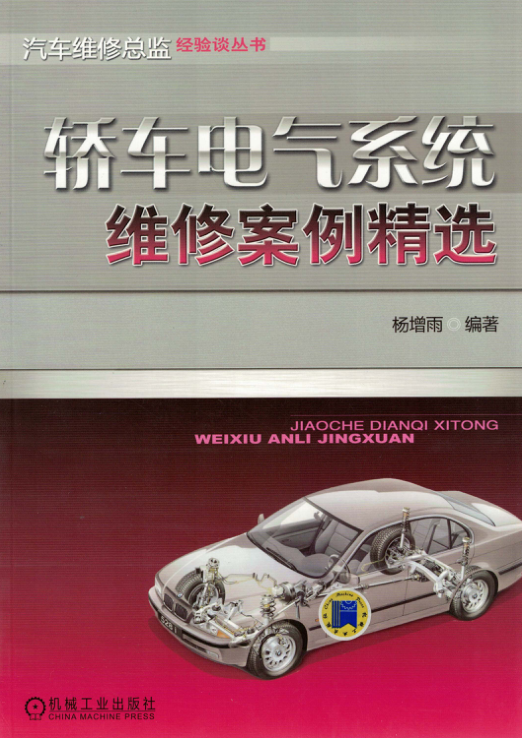 汽车维修总监经验谈丛书
轿车电气系统
维修案例精选
杨增雨 ◎ 编著
JIAOCHE DIANQI XITONG
WEIXIU ANLI JINGXUAN
机械工业出版社
CHINA MACHINE PRESS